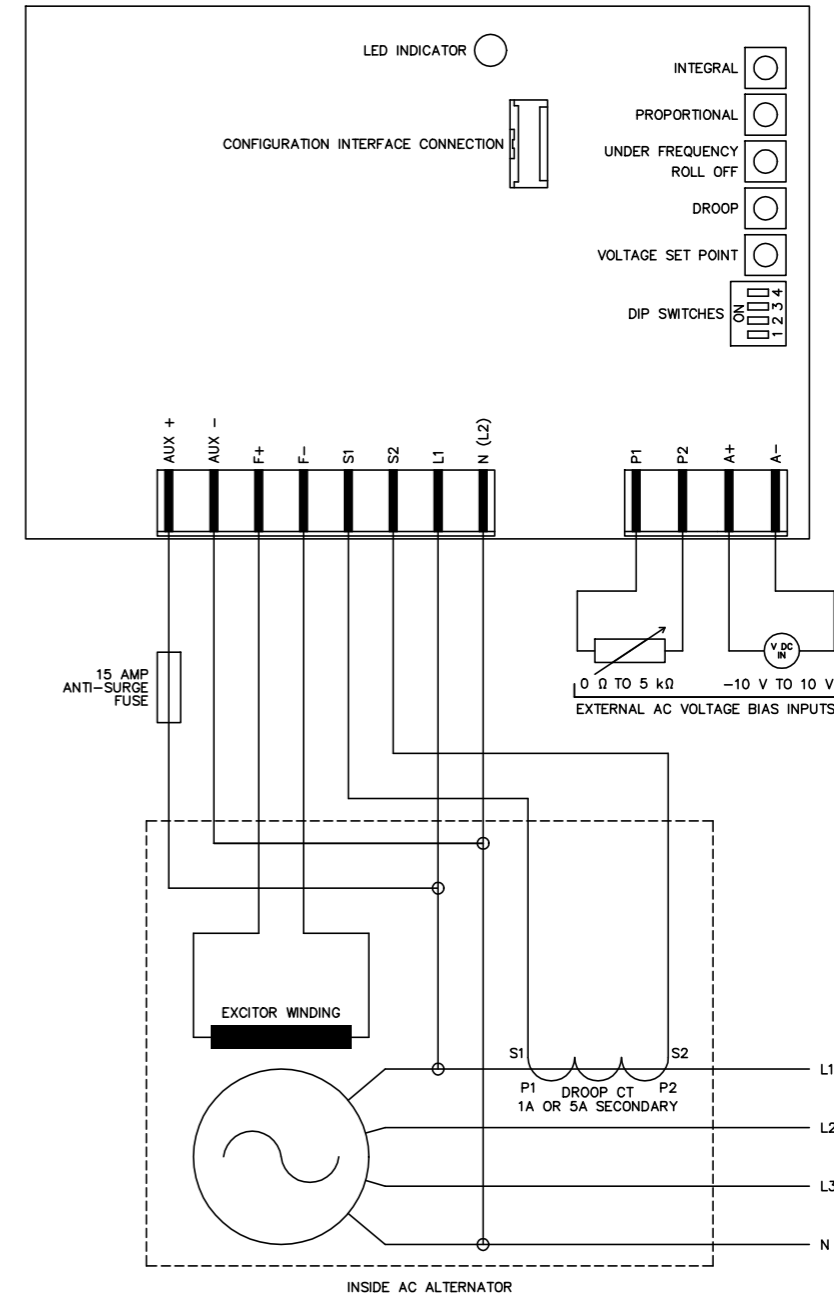 LED INDICATOR
INTEGRAL
CONFIGURATION INTERFACE CONNECTION
PROPORTIONAL
UNDER FREQUENCY
ROLL OFF
DROOP
VOLTAGE SET POINT
DIP SWITCHES
ON
1 2 3 4
AUX +
AUX -
F+
F-
S1
S2
L1
N (L2)
P1
P2
A+
A-
15 AMP
ANTI-SURGE
FUSE
V DC
IN
0 Ω TO 5 kΩ
-10 V TO 10 V
EXTERNAL AC VOLTAGE BIAS INPUTS
EXCITOR WINDING
S1
S2
P1
P2
DROOP CT
1A OR 5A SECONDARY
L1
L2
L3
N
INSIDE AC ALTERNATOR